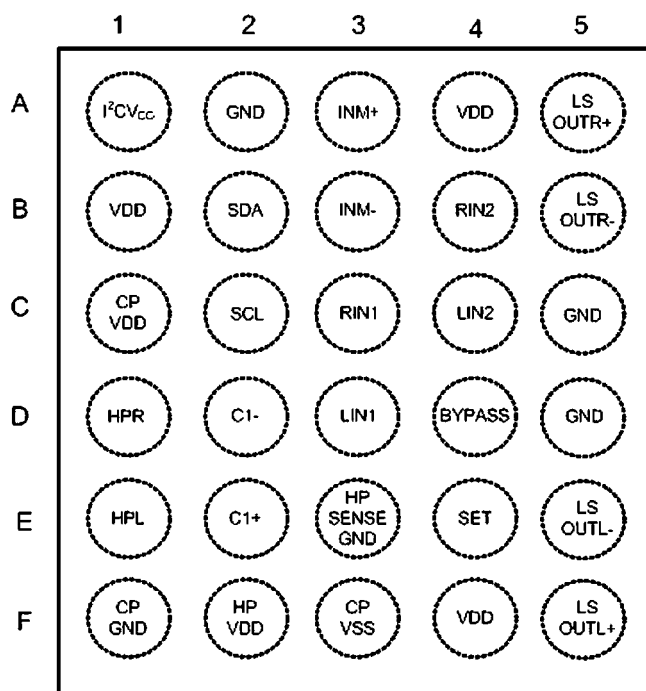 1 2 3 4 5
A I²CVCC GND INM+ VDD LS OUTR+
B VDD SDA INM- RIN2 LS OUTR-
C CP VDD SCL RIN1 LIN2 GND
D HPR C1- LIN1 BYPASS GND
E HPL C1+ HP SENSE GND SET LS OUTL-
F CP GND HP VDD CP VSS VDD LS OUTL+